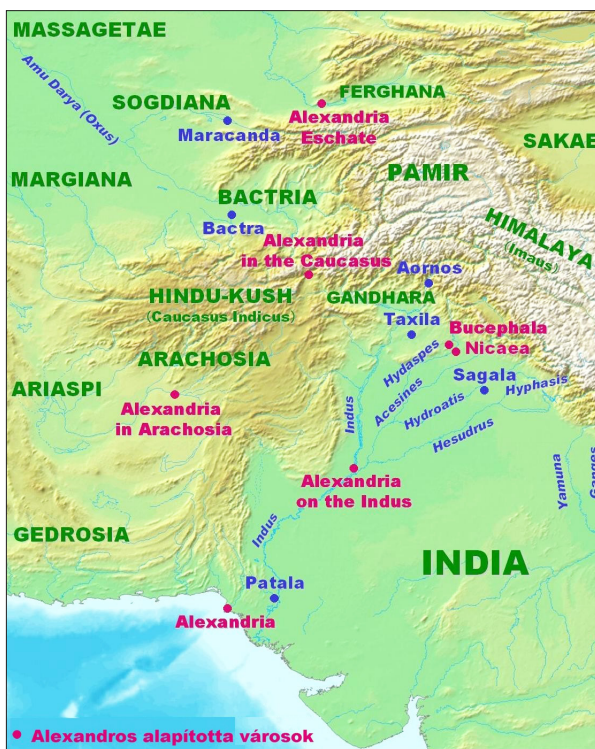 MASSAGETAE
Amu Darya (Oxus)
SOGDIANA
Maracanda
FERGHANA
Alexandria
Eschate
SAKAE
MARGIANA
PAMIR
BACTRIA
Bactra
HIMALAYA
(Imaus)
Alexandria
in the Caucasus
Aornos
HINDU-KUSH
(Caucasus Indicus)
GANDHARA
Taxila
Bucephala
Nicaea
Hydaspes
ARACHOSIA
ARIASPI
Alexandria
in Arachosia
Acesines
Sagala
Hyphasis
Hydroatis
Hesudrus
Indus
Alexandria
on the Indus
Yamuna
Ganges
GEDROSIA
Indus
INDIA
Patala
Alexandria
Alexandros alapította városok